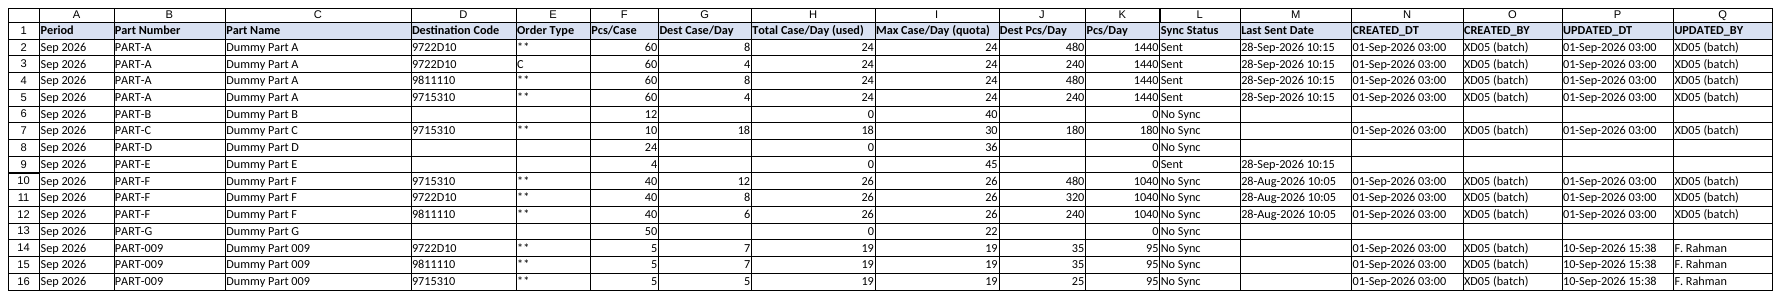 A B C D E F G H I J K L M N O P Q
1 Period Part Number Part Name Destination Code Order Type Pcs/Case Dest Case/Day Total Case/Day (used) Max Case/Day (quota) Dest Pcs/Day Pcs/Day Sync Status Last Sent Date CREATED_DT CREATED_BY UPDATED_DT UPDATED_BY
2 Sep 2026 PART-A Dummy Part A 9722D10 ** 60 8 24 24 480 1440 Sent 28-Sep-2026 10:15 01-Sep-2026 03:00 XD05 (batch) 01-Sep-2026 03:00 XD05 (batch)
3 Sep 2026 PART-A Dummy Part A 9722D10 C 60 4 24 24 240 1440 Sent 28-Sep-2026 10:15 01-Sep-2026 03:00 XD05 (batch) 01-Sep-2026 03:00 XD05 (batch)
4 Sep 2026 PART-A Dummy Part A 9811110 ** 60 8 24 24 480 1440 Sent 28-Sep-2026 10:15 01-Sep-2026 03:00 XD05 (batch) 01-Sep-2026 03:00 XD05 (batch)
5 Sep 2026 PART-A Dummy Part A 9715310 ** 60 4 24 24 240 1440 Sent 28-Sep-2026 10:15 01-Sep-2026 03:00 XD05 (batch) 01-Sep-2026 03:00 XD05 (batch)
6 Sep 2026 PART-B Dummy Part B 12 0 40 0 No Sync
7 Sep 2026 PART-C Dummy Part C 9715310 ** 10 18 18 30 180 180 No Sync 01-Sep-2026 03:00 XD05 (batch) 01-Sep-2026 03:00 XD05 (batch)
8 Sep 2026 PART-D Dummy Part D 24 0 36 0 No Sync
9 Sep 2026 PART-E Dummy Part E 4 0 45 0 Sent 28-Sep-2026 10:15
10 Sep 2026 PART-F Dummy Part F 9715310 ** 40 12 26 26 480 1040 No Sync 28-Aug-2026 10:05 01-Sep-2026 03:00 XD05 (batch) 01-Sep-2026 03:00 XD05 (batch)
11 Sep 2026 PART-F Dummy Part F 9722D10 ** 40 8 26 26 320 1040 No Sync 28-Aug-2026 10:05 01-Sep-2026 03:00 XD05 (batch) 01-Sep-2026 03:00 XD05 (batch)
12 Sep 2026 PART-F Dummy Part F 9811110 ** 40 6 26 26 240 1040 No Sync 28-Aug-2026 10:05 01-Sep-2026 03:00 XD05 (batch) 01-Sep-2026 03:00 XD05 (batch)
13 Sep 2026 PART-G Dummy Part G 50 0 22 0 No Sync
14 Sep 2026 PART-009 Dummy Part 009 9722D10 ** 5 7 19 19 35 95 No Sync 01-Sep-2026 03:00 XD05 (batch) 10-Sep-2026 15:38 F. Rahman
15 Sep 2026 PART-009 Dummy Part 009 9811110 ** 5 7 19 19 35 95 No Sync 01-Sep-2026 03:00 XD05 (batch) 10-Sep-2026 15:38 F. Rahman
16 Sep 2026 PART-009 Dummy Part 009 9715310 ** 5 5 19 19 25 95 No Sync 01-Sep-2026 03:00 XD05 (batch) 10-Sep-2026 15:38 F. Rahman